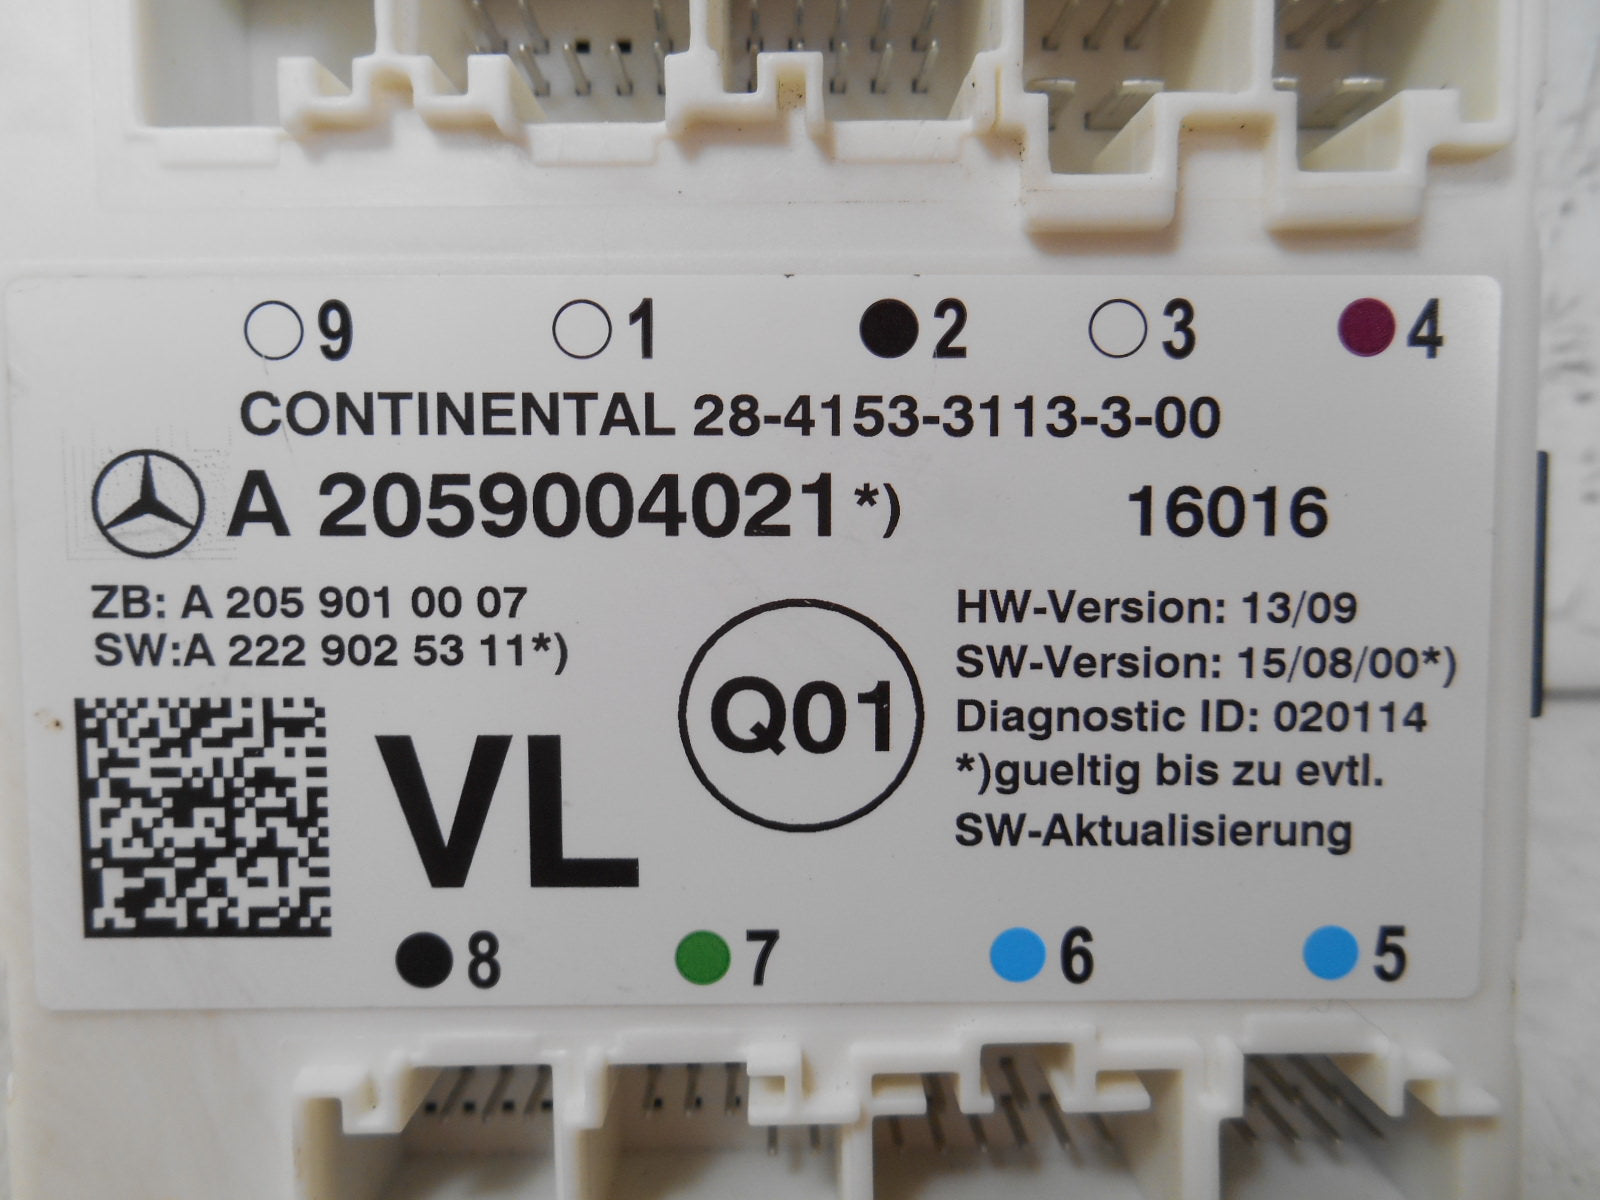 9 1 2 3 4
CONTINENTAL 28-4153-3113-3-00
A 2059004021*) 16016
ZB: A 205 901 00 07
SW:A 222 902 53 11*)
VL
Q01
HW-Version: 13/09
SW-Version: 15/08/00*)
Diagnostic ID: 020114
*)gueltig bis zu evtl.
SW-Aktualisierung
8 7 6 5